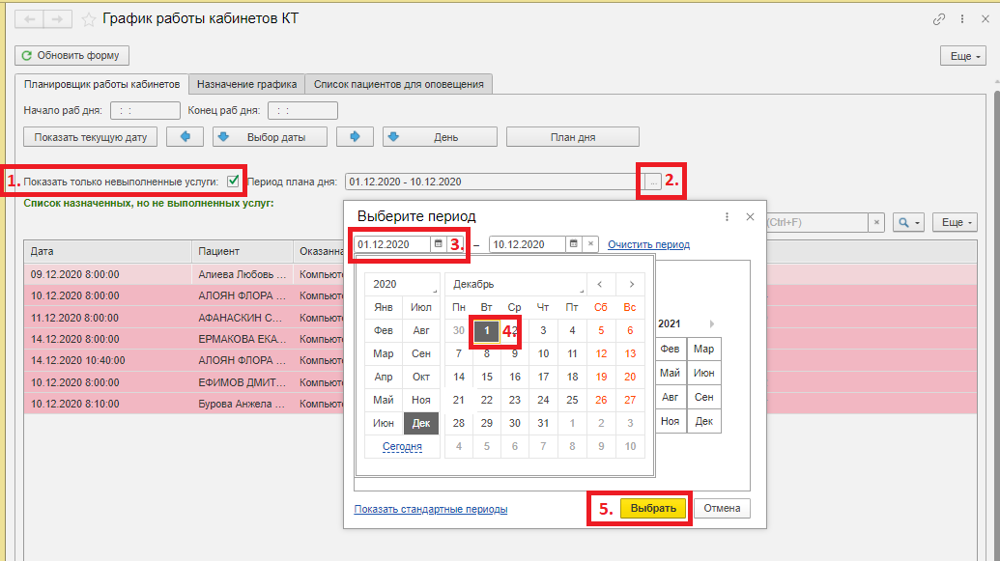 График работы кабинетов КТ
Обновить форму
Еще
Планировщик работы кабинетов Назначение графика Список пациентов для оповещения
Начало раб дня: : : Конец раб дня: : :
Показать текущую дату Выбор даты День План дня
1. Показать только невыполненные услуги: Период плана дня: 01.12.2020 - 10.12.2020 ... 2.
Список назначенных, но не выполненных услуг:
(Ctrl+F) × Еще
Дата Пациент
09.12.2020 8:00:00 Алиева Любовь ...
10.12.2020 8:00:00 АЛОЯН ФЛОРА ...
11.12.2020 8:00:00 АФАНАСКИН С...
14.12.2020 8:00:00 ЕРМАКОВА ЕКА...
14.12.2020 10:40:00 АЛОЯН ФЛОРА ...
10.12.2020 8:00:00 ЕФИМОВ ДМИТ...
10.12.2020 8:10:00 Бурова Анжела ...
Выберите период
01.12.2020 3. – 10.12.2020 × Очистить период
2020 Декабрь
Янв Июл Пн Вт Ср Чт Пт Сб Вс
Фев Авг 30 1 4. 3 4 5 6
Мар Сен 7 8 9 10 11 12 13
Апр Окт 14 15 16 17 18 19 20
Май Ноя 21 22 23 24 25 26 27
Июн Дек 28 29 30 31 1 2 3
Сегодня 4 5 6 7 8 9 10
2021
Фев Мар
Май Июн
Авг Сен
Ноя Дек
Показать стандартные периоды 5. Выбрать Отмена